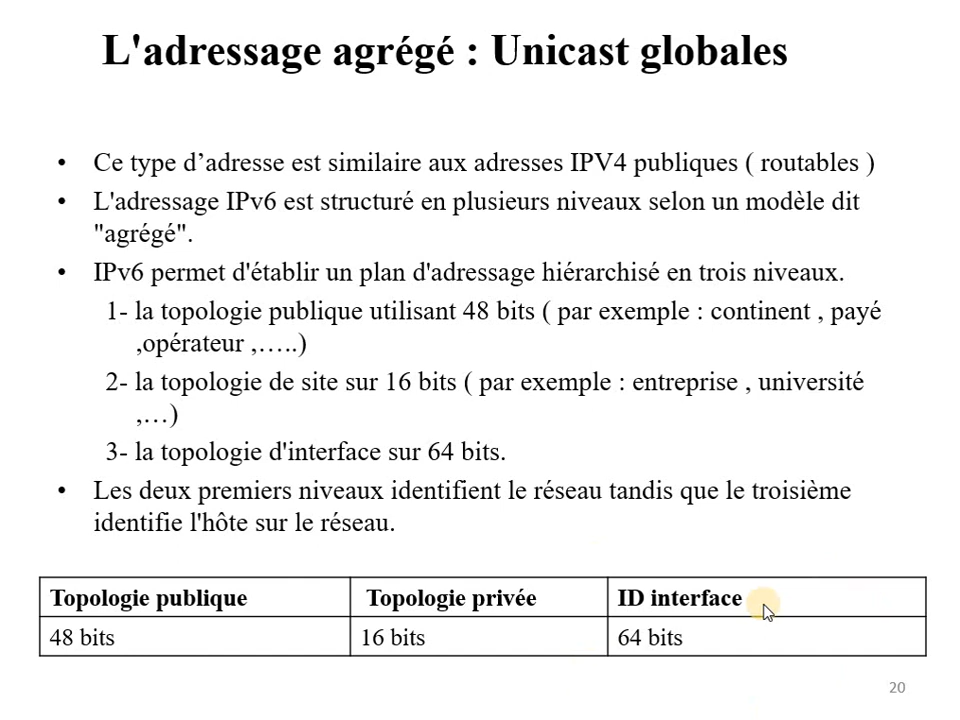 L'adressage agrégé : Unicast globales
• Ce type d’adresse est similaire aux adresses IPV4 publiques ( routables )
• L'adressage IPv6 est structuré en plusieurs niveaux selon un modèle dit
"agrégé".
• IPv6 permet d'établir un plan d'adressage hiérarchisé en trois niveaux.
1- la topologie publique utilisant 48 bits ( par exemple : continent , payé
,opérateur ,…..)
2- la topologie de site sur 16 bits ( par exemple : entreprise , université
,…)
3- la topologie d'interface sur 64 bits.
• Les deux premiers niveaux identifient le réseau tandis que le troisième
identifie l'hôte sur le réseau.
Topologie publique Topologie privée ID interface
48 bits 16 bits 64 bits
20